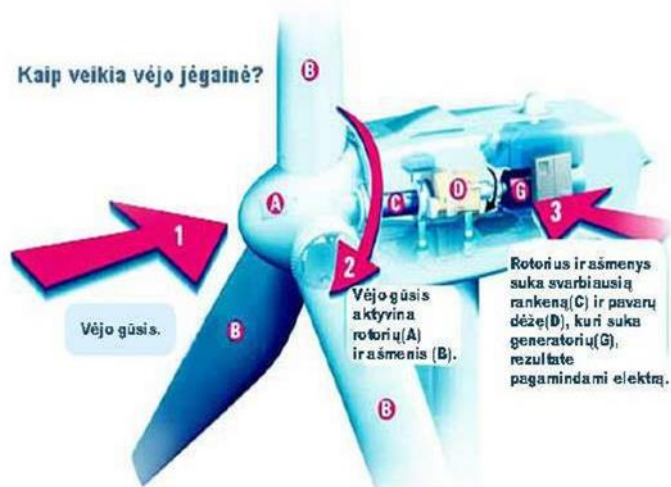 Kaip veikia vėjo jėgainė?
B
A
C
D
G
1
2
3
B
B
Vėjo gūsis.
Vėjo gūsis
aktyvina
rotorių(A)
ir ašmenis (B).
Rotorius ir ašmenys
suka svarbiausią
rankeną(C) ir pavarų
dėžę(D), kuri suka
generatorių(G),
rezultate
pagamindami elektrą.